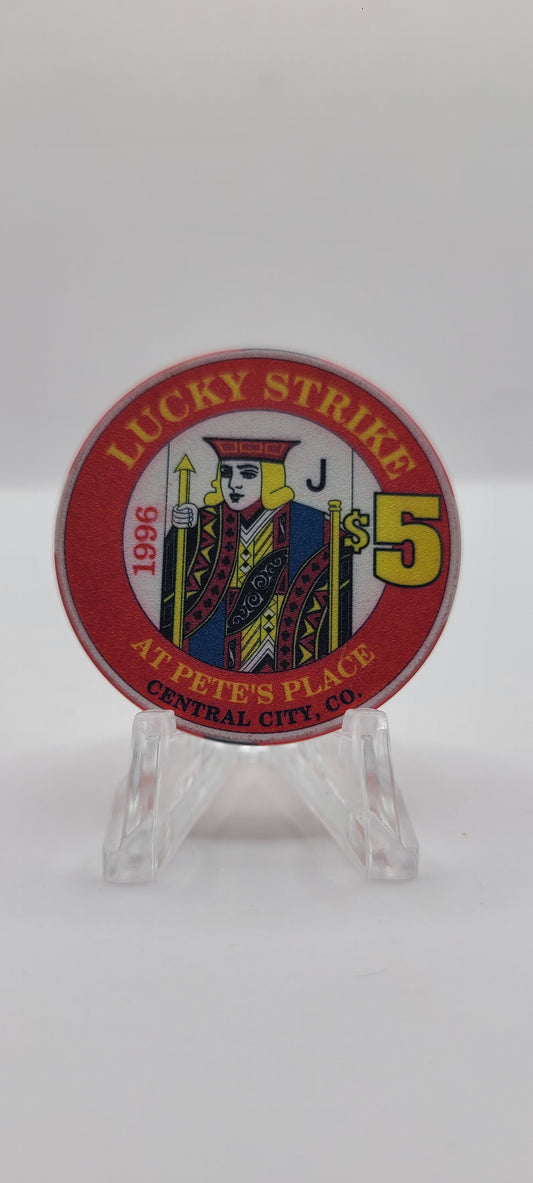 LUCKY STRIKE
J
1996
$5
AT PETE'S PLACE
CENTRAL CITY, CO.